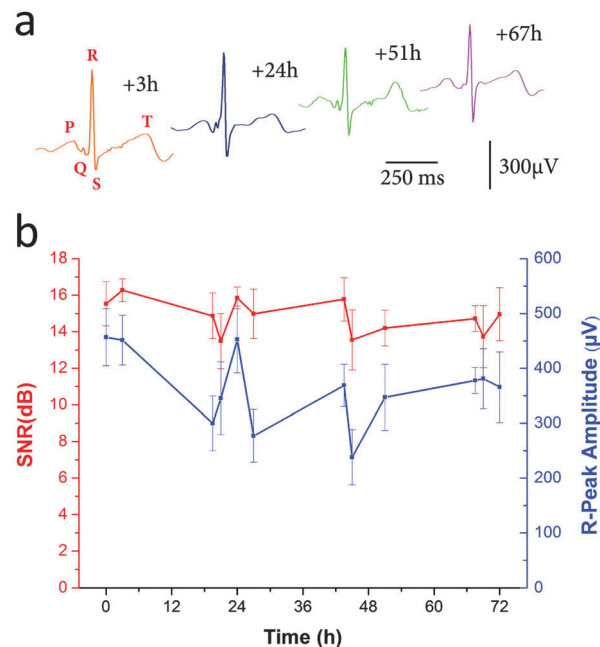 a
+3h
+24h
+51h
+67h
R
P
Q
S
T
250 ms
300µV
b
SNR(dB)
18
16
14
12
10
8
6
4
2
0
R-Peak Amplitude (µV)
600
500
400
300
200
100
0
0 12 24 36 48 60 72
Time (h)